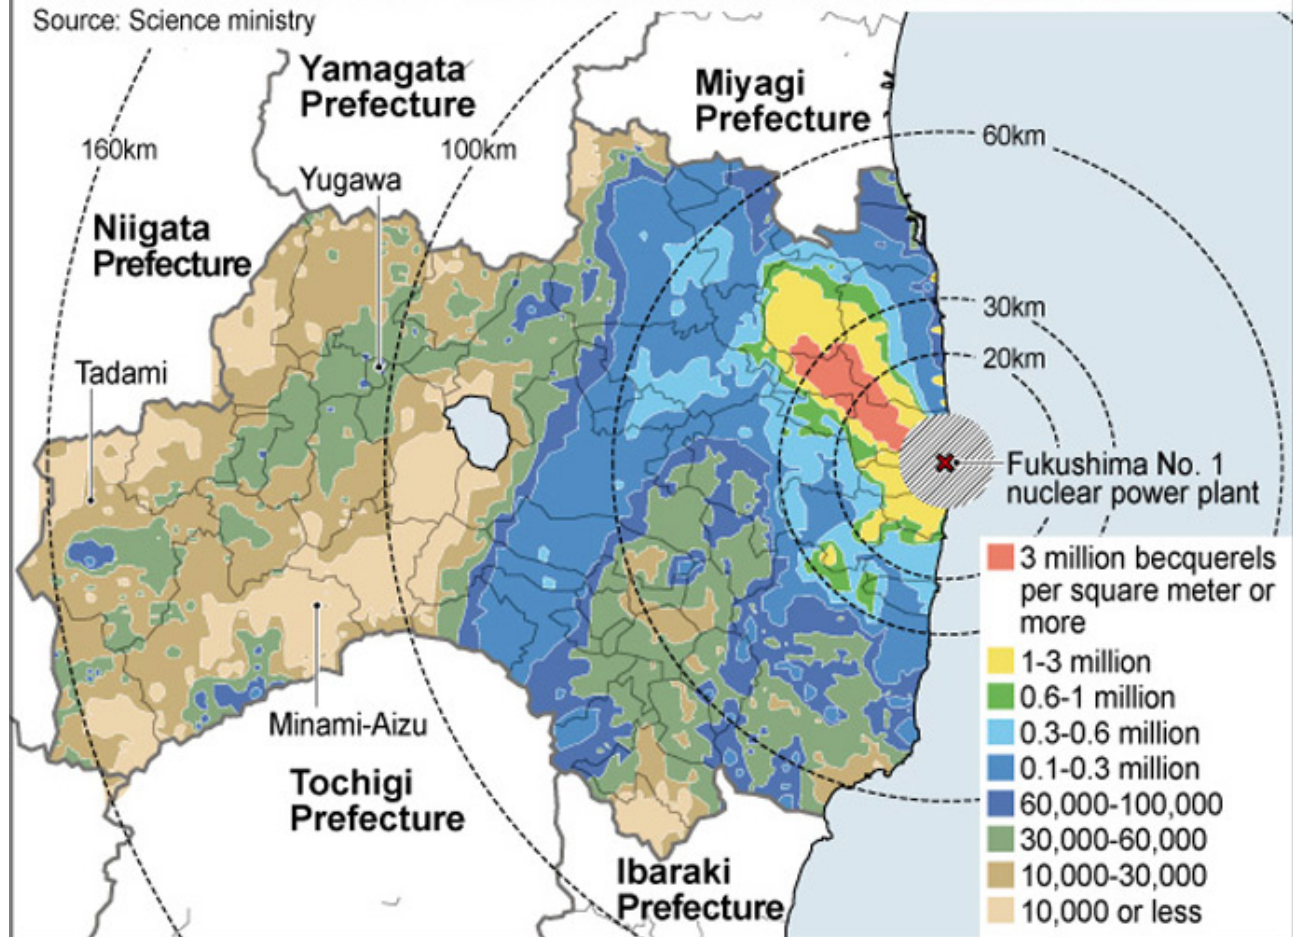 Source: Science ministry
Yamagata
Prefecture
Miyagi
Prefecture
160km
100km
60km
Yugawa
Niigata
Prefecture
30km
20km
Tadami
Fukushima No. 1
nuclear power plant
Minami-Aizu
Tochigi
Prefecture
Ibaraki
Prefecture
3 million becquerels
per square meter or
more
1-3 million
0.6-1 million
0.3-0.6 million
0.1-0.3 million
60,000-100,000
30,000-60,000
10,000-30,000
10,000 or less